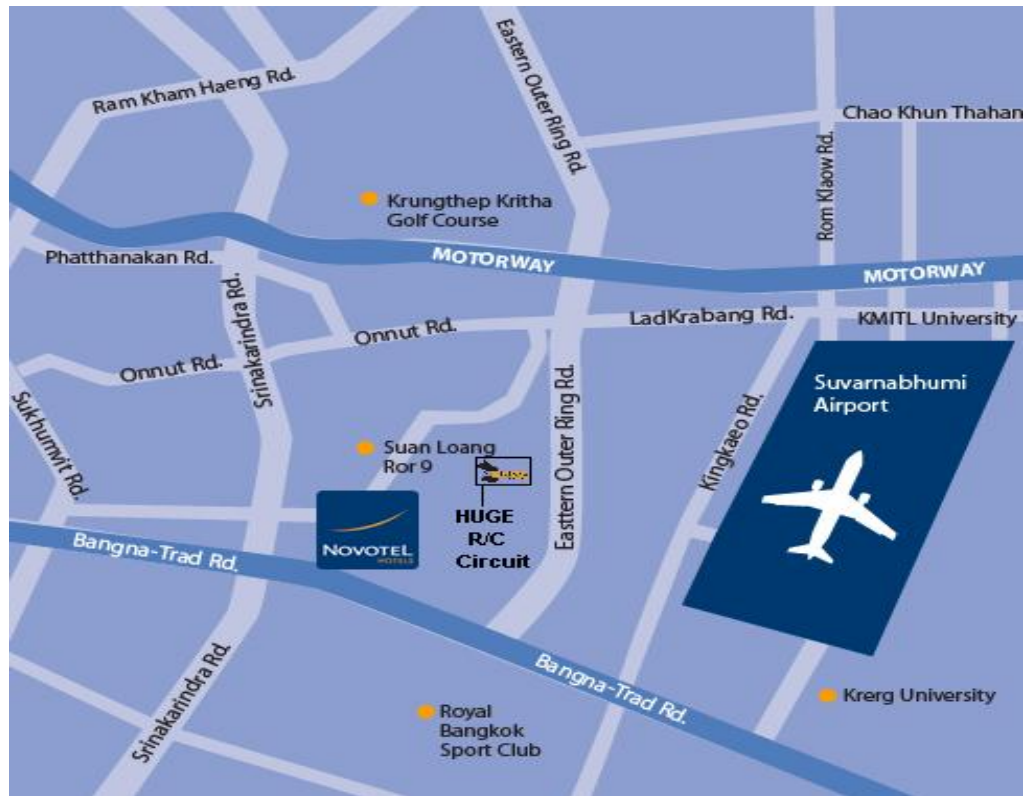 Ram Kham Haeng Rd.
Eastern Outer Ring Rd.
Chao Khun Thahan
Rom Klaow Rd.
Krungthep Kritha
Golf Course
Phatthanakan Rd.
MOTORWAY
MOTORWAY
Srinakarindra Rd.
Onnut Rd.
LadKrabang Rd.
KMITL University
Onnut Rd.
Sukhumvit Rd.
Easttern Outer Ring Rd.
Kingkaeo Rd.
Suvarnabhumi
Airport
Suan Loang
Ror 9
HUGE
R/C
Circuit
NOVOTEL
HOTELS
Bangna-Trad Rd.
Bangna-Trad Rd.
Srinakarindra Rd.
Royal
Bangkok
Sport Club
Krerg University